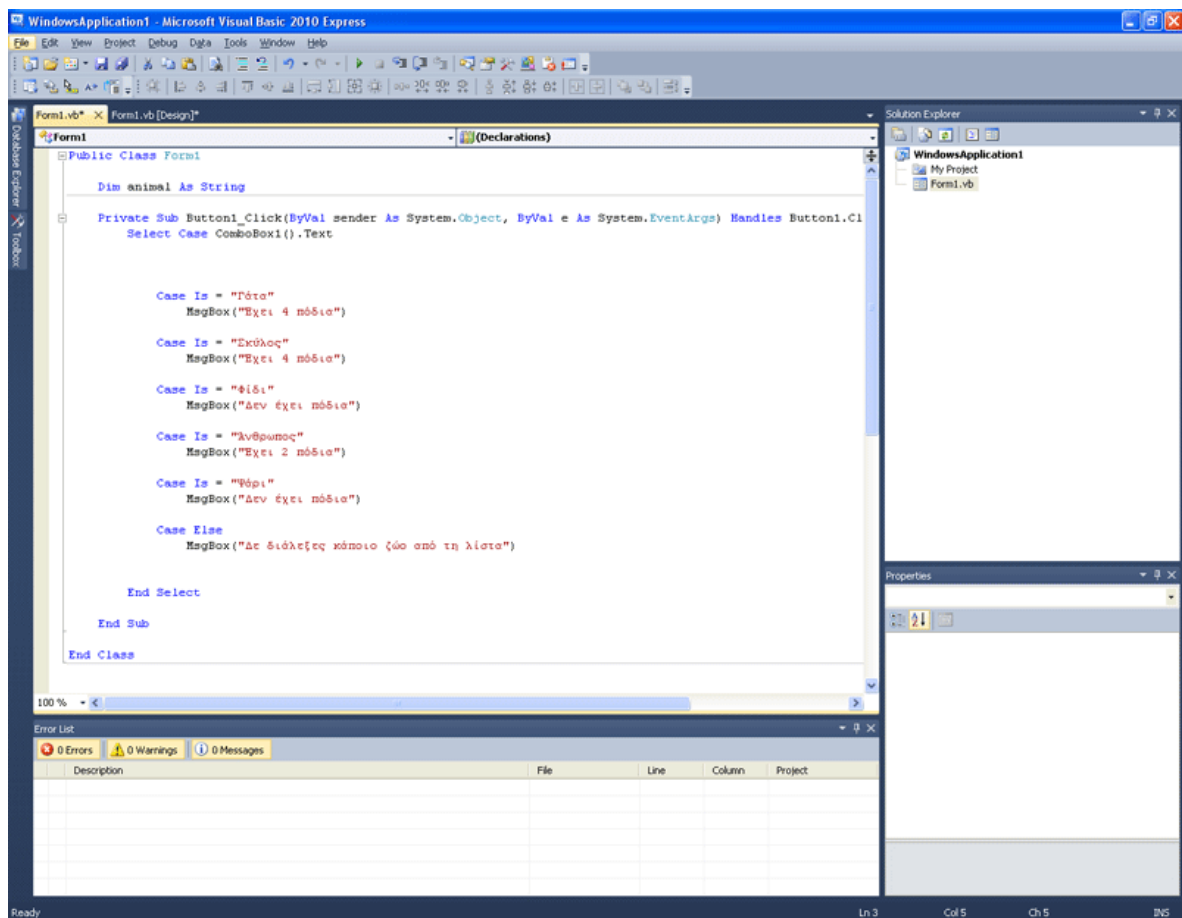 WindowsApplication1 - Microsoft Visual Basic 2010 Express
File Edit View Project Debug Data Tools Window Help
Form1.vb* Form1.vb [Design]*
Solution Explorer
Database Explorer
Toolbox
Form1 (Declarations)
WindowsApplication1
My Project
Form1.vb
Public Class Form1
Dim animal As String
Private Sub Button1_Click(ByVal sender As System.Object, ByVal e As System.EventArgs) Handles Button1.Cl
Select Case ComboBox1().Text
Case Is = "Γάτα"
MsgBox("Έχει 4 πόδια")
Case Is = "Σκύλος"
MsgBox("Έχει 4 πόδια")
Case Is = "Φίδι"
MsgBox("Δεν έχει πόδια")
Case Is = "Άνθρωπος"
MsgBox("Έχει 2 πόδια")
Case Is = "Ψάρι"
MsgBox("Δεν έχει πόδια")
Case Else
MsgBox("Δε διάλεξες κάποιο ζώο από τη λίστα")
End Select
End Sub
End Class
100 %
Properties
Error List
0 Errors 0 Warnings 0 Messages
Description File Line Column Project
Ready Ln 3 Col 5 Ch 5 INS